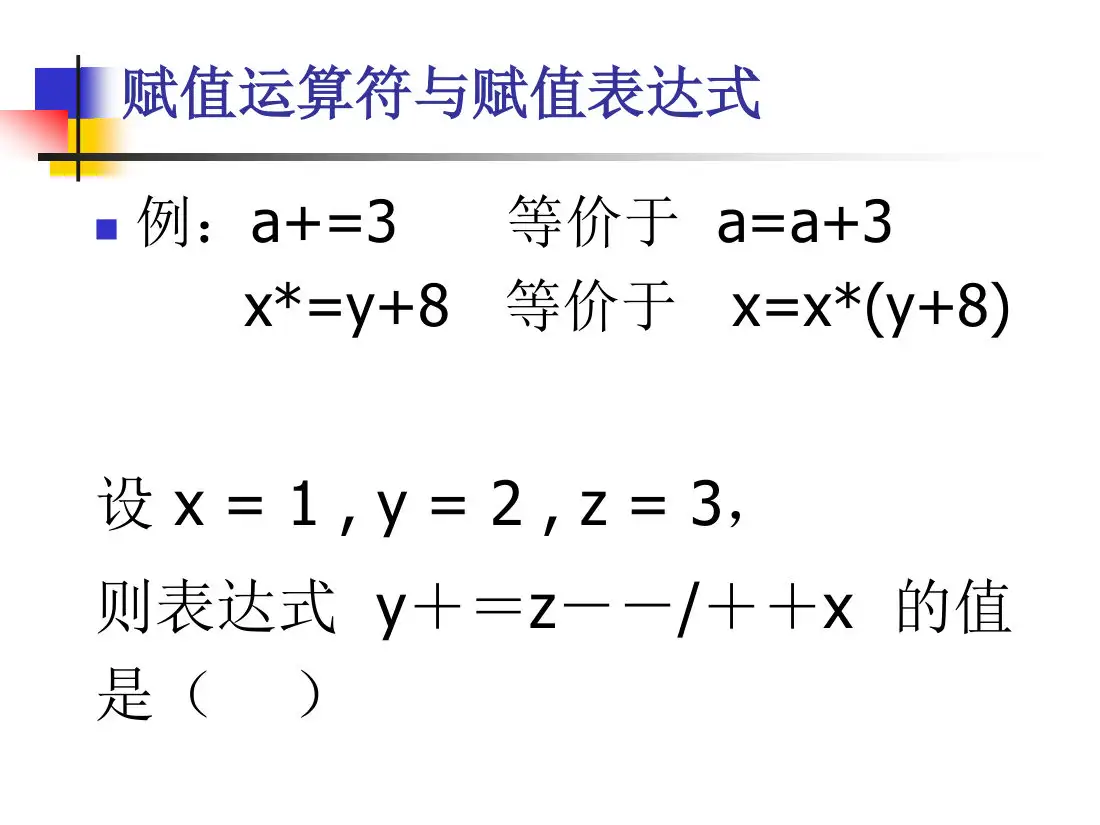 赋值运算符与赋值表达式
例：a+=3 等价于 a=a+3
x*=y+8 等价于 x=x*(y+8)
设 x = 1 , y = 2 , z = 3，
则表达式 y＋＝z－－/＋＋x 的值
是（ ）